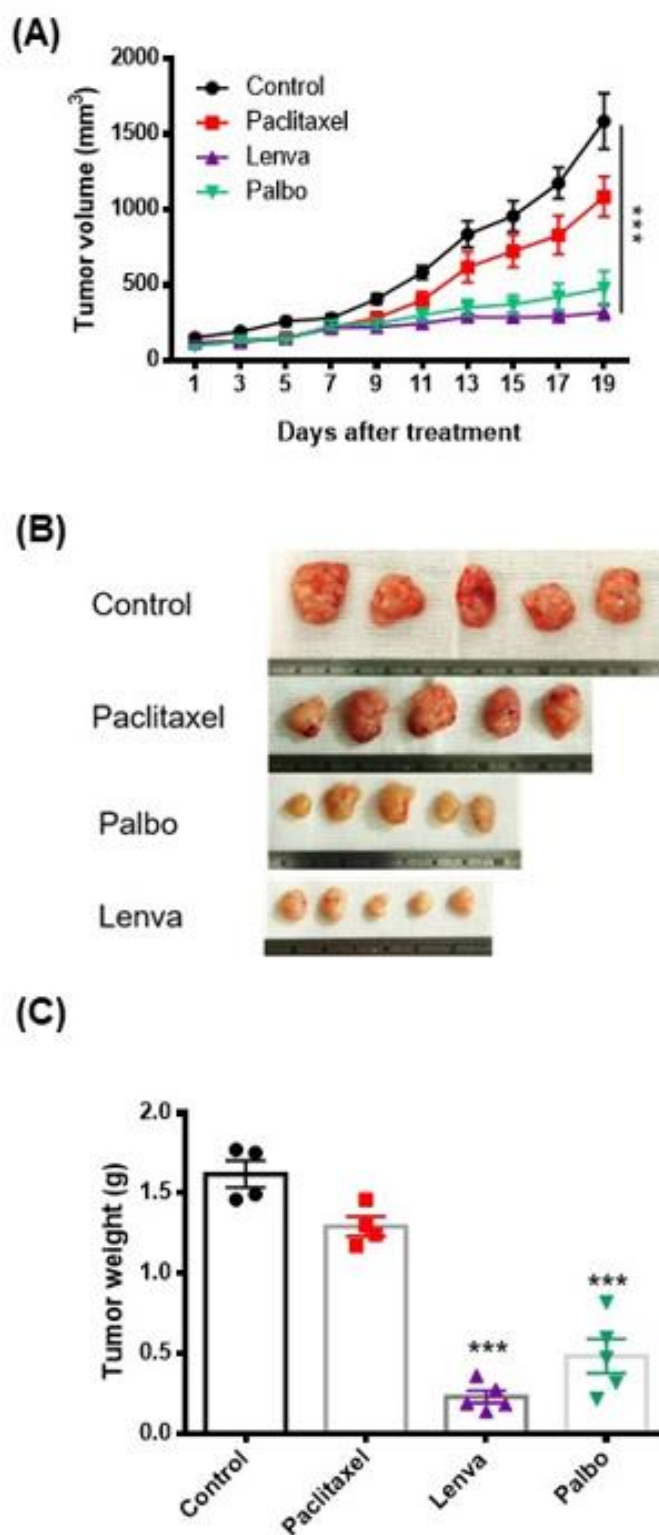 (A)
2000
1500
1000
500
0
Tumor volume (mm³)
Control
Paclitaxel
Lenva
Palbo
***
1 3 5 7 9 11 13 15 17 19
Days after treatment
(B)
Control
Paclitaxel
Palbo
Lenva
(C)
2.0
1.5
1.0
0.5
0.0
Tumor weight (g)
***
***
Control
Paclitaxel
Lenva
Palbo